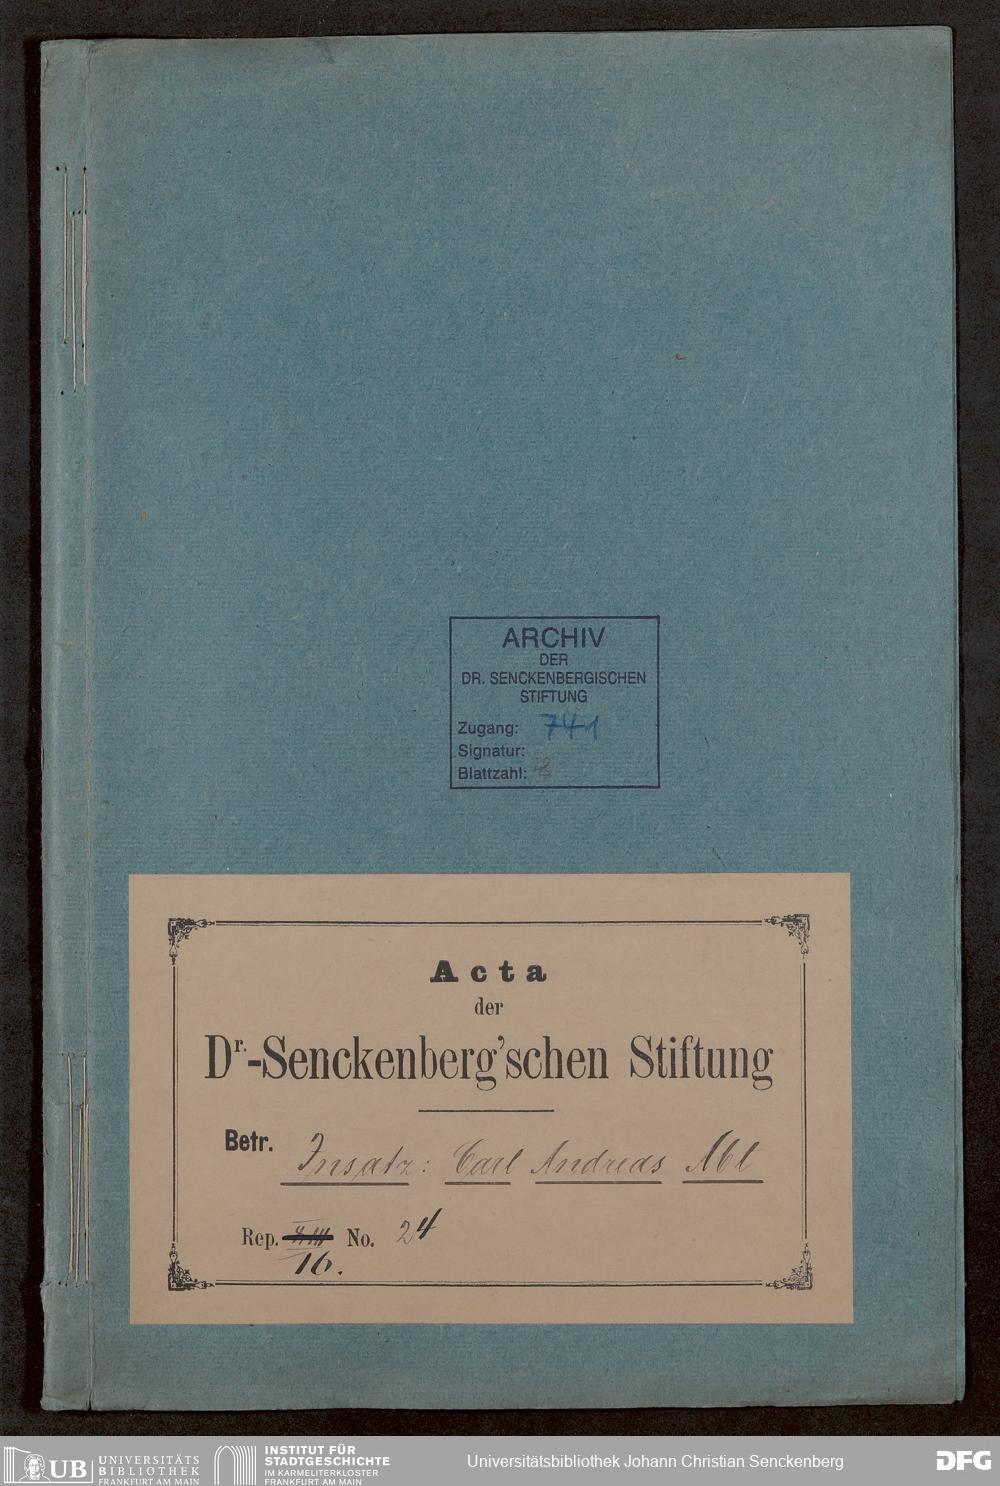 ARCHIV
DER
DR. SENCKENBERGISCHEN
STIFTUNG
Zugang: 741
Signatur:
Blattzahl:
Acta
der
Dr.-Senckenberg'schen Stiftung
Betr. Insatz: Carl Andreas Abt
Rep. No. 24
16.
UB UNIVERSITÄTS
BIBLIOTHEK
FRANKFURT AM MAIN
INSTITUT FÜR
STADTGESCHICHTE
IM KARMELITERKLOSTER
FRANKFURT AM MAIN
Universitätsbibliothek Johann Christian Senckenberg
DFG